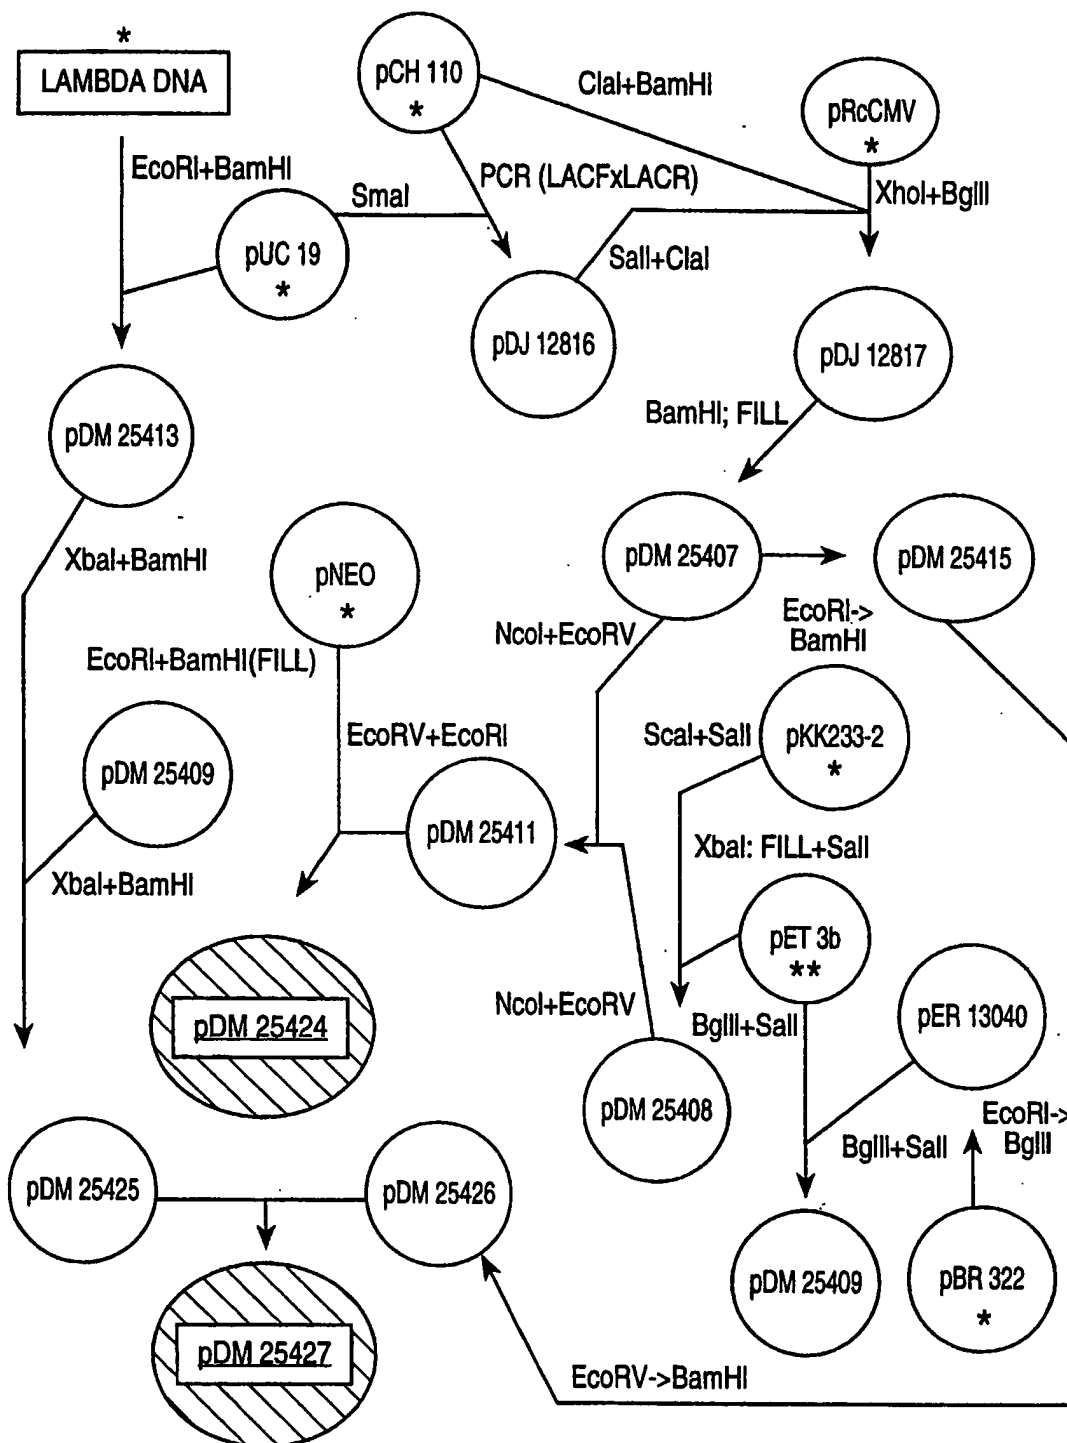 *
LAMBDA DNA
pCH 110
*
ClaI+BamHI
pRcCMV
*
EcoRI+BamHI
SmaI
PCR (LACFxLACR)
XhoI+BglII
pUC 19
*
SalI+ClaI
pDJ 12816
pDJ 12817
BamHI; FILL
pDM 25413
XbaI+BamHI
pNEO
*
pDM 25407
pDM 25415
NcoI+EcoRV
EcoRI->
BamHI
EcoRI+BamHI(FILL)
EcoRV+EcoRI
ScaI+SalI
pKK233-2
*
pDM 25409
pDM 25411
XbaI: FILL+SalI
XbaI+BamHI
pET 3b
**
pDM 25424
NcoI+EcoRV
BglII+SalI
pER 13040
pDM 25408
EcoRI->
BglII
BglII+SalI
pDM 25425
pDM 25426
pDM 25409
pBR 322
*
pDM 25427
EcoRV->BamHI